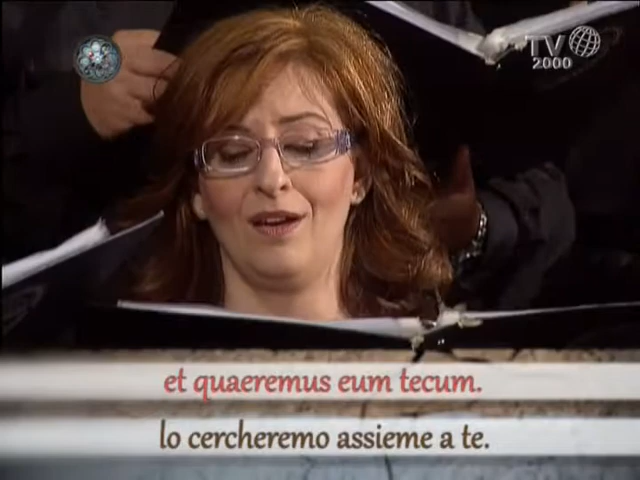 TV
2000
et quaeremus eum tecum.
lo cercheremo assieme a te.